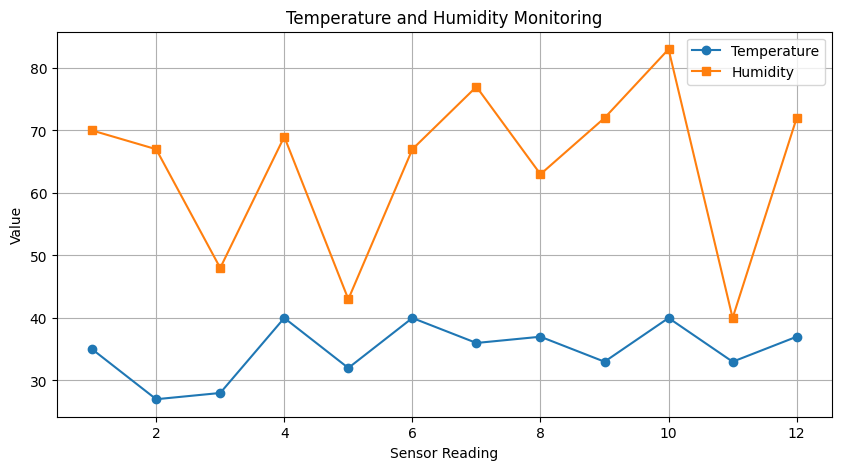 Temperature and Humidity Monitoring
Temperature
Humidity
Value
80
70
60
50
40
30
2 4 6 8 10 12
Sensor Reading